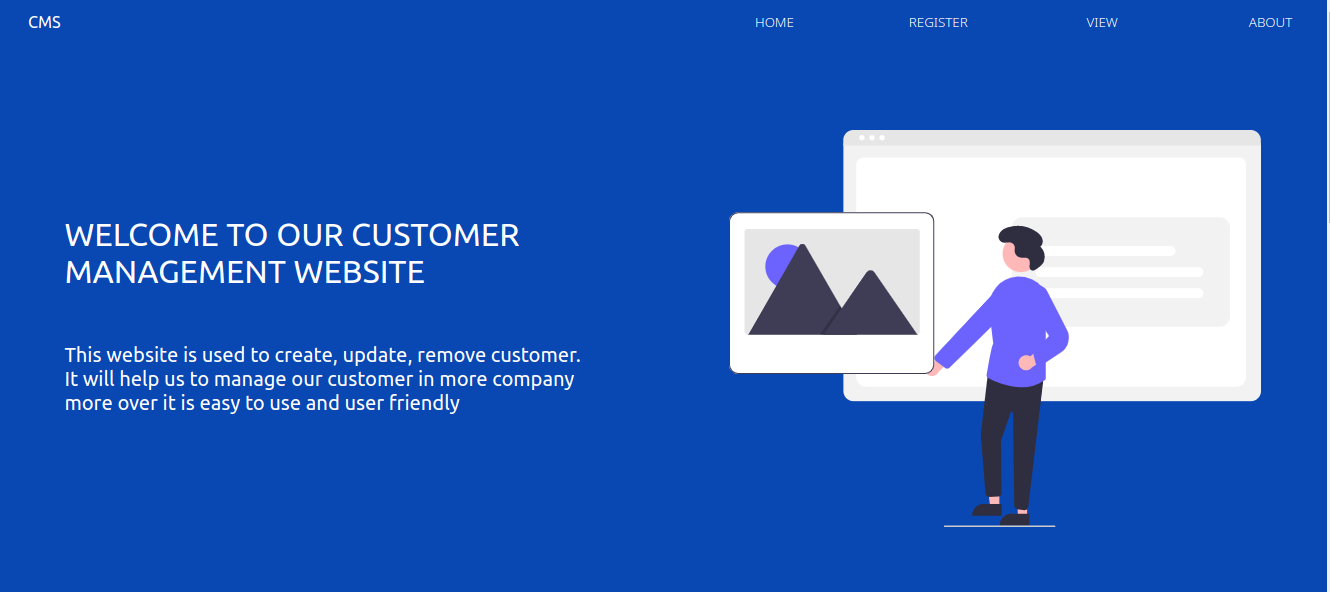 CMS
HOME
REGISTER
VIEW
ABOUT
WELCOME TO OUR CUSTOMER
MANAGEMENT WEBSITE
This website is used to create, update, remove customer.
It will help us to manage our customer in more company
more over it is easy to use and user friendly